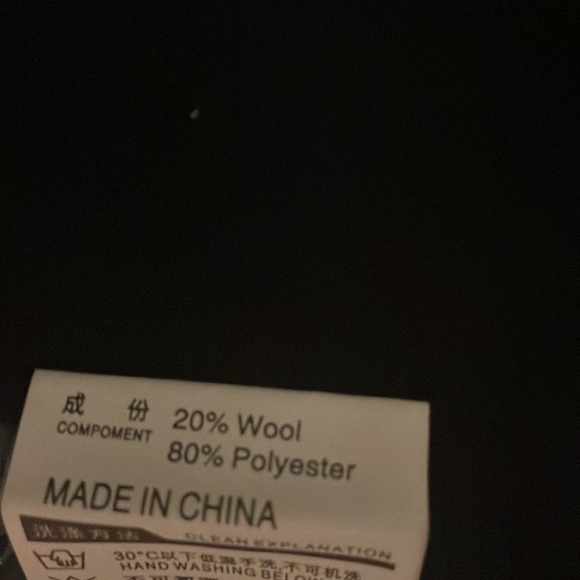 成 份 20% Wool
COMPOMENT 80% Polyester
MADE IN CHINA
洗涤方法 CLEAN EXPLANATION
30°C以下低温手洗,不可机洗
HAND WASHING BELOW